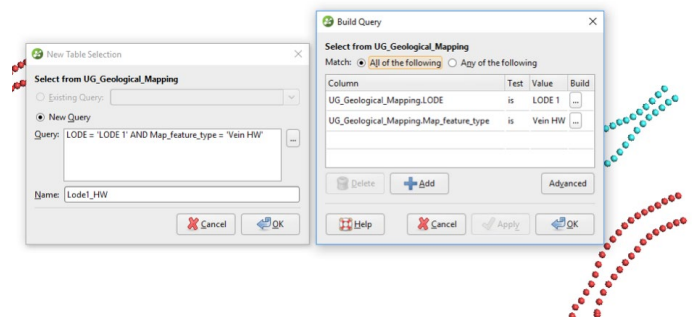 New Table Selection
Select from UG_Geological_Mapping
Existing Query:
New Query
Query: LODE = 'LODE 1' AND Map_feature_type = 'Vein HW'
...
Name: Lode1_HW
Cancel
OK
Build Query
Select from UG_Geological_Mapping
Match: All of the following Any of the following
Column Test Value Build
UG_Geological_Mapping.LODE is LODE 1 ...
UG_Geological_Mapping.Map_feature_type is Vein HW ...
Delete Add Advanced
Help Cancel Apply OK